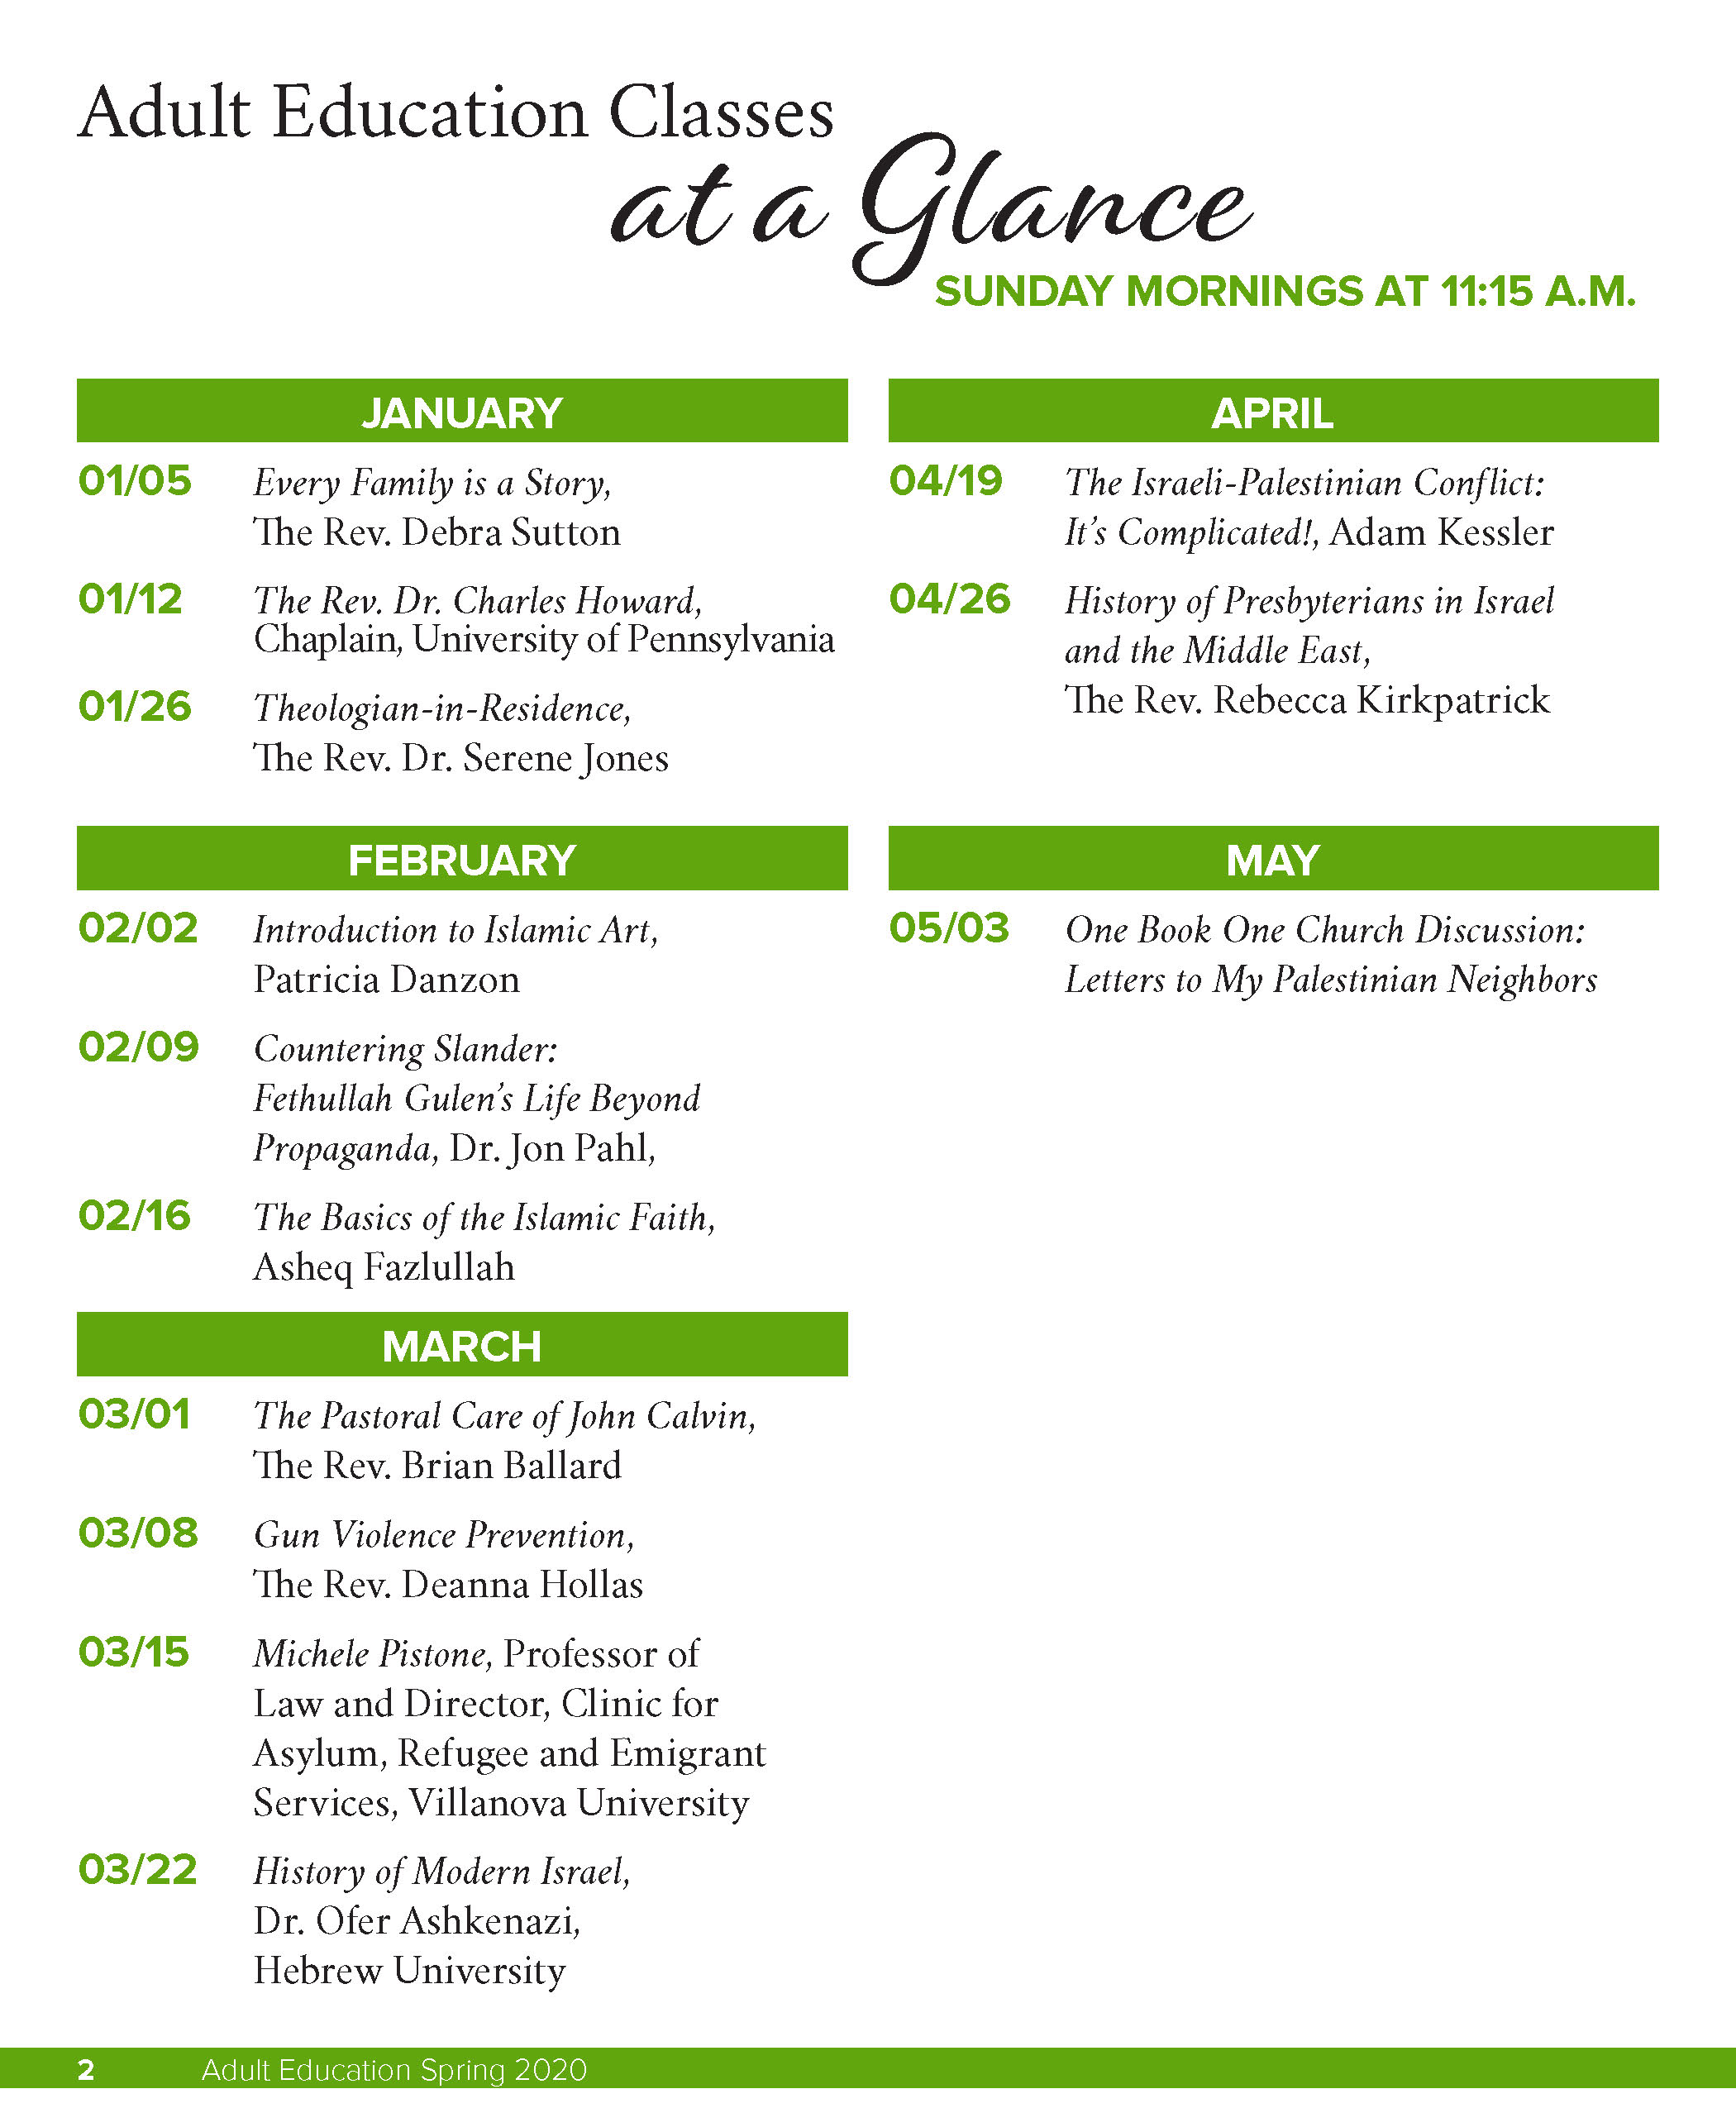 Adult Education Classes
at a Glance
SUNDAY MORNINGS AT 11:15 A.M.
JANUARY
01/05 Every Family is a Story,
The Rev. Debra Sutton
01/12 The Rev. Dr. Charles Howard,
Chaplain, University of Pennsylvania
01/26 Theologian-in-Residence,
The Rev. Dr. Serene Jones
FEBRUARY
02/02 Introduction to Islamic Art,
Patricia Danzon
02/09 Countering Slander:
Fethullah Gulen’s Life Beyond
Propaganda, Dr. Jon Pahl,
02/16 The Basics of the Islamic Faith,
Asheq Fazlullah
MARCH
03/01 The Pastoral Care of John Calvin,
The Rev. Brian Ballard
03/08 Gun Violence Prevention,
The Rev. Deanna Hollas
03/15 Michele Pistone, Professor of
Law and Director, Clinic for
Asylum, Refugee and Emigrant
Services, Villanova University
03/22 History of Modern Israel,
Dr. Ofer Ashkenazi,
Hebrew University
APRIL
04/19 The Israeli-Palestinian Conflict:
It’s Complicated!, Adam Kessler
04/26 History of Presbyterians in Israel
and the Middle East,
The Rev. Rebecca Kirkpatrick
MAY
05/03 One Book One Church Discussion:
Letters to My Palestinian Neighbors
2 Adult Education Spring 2020